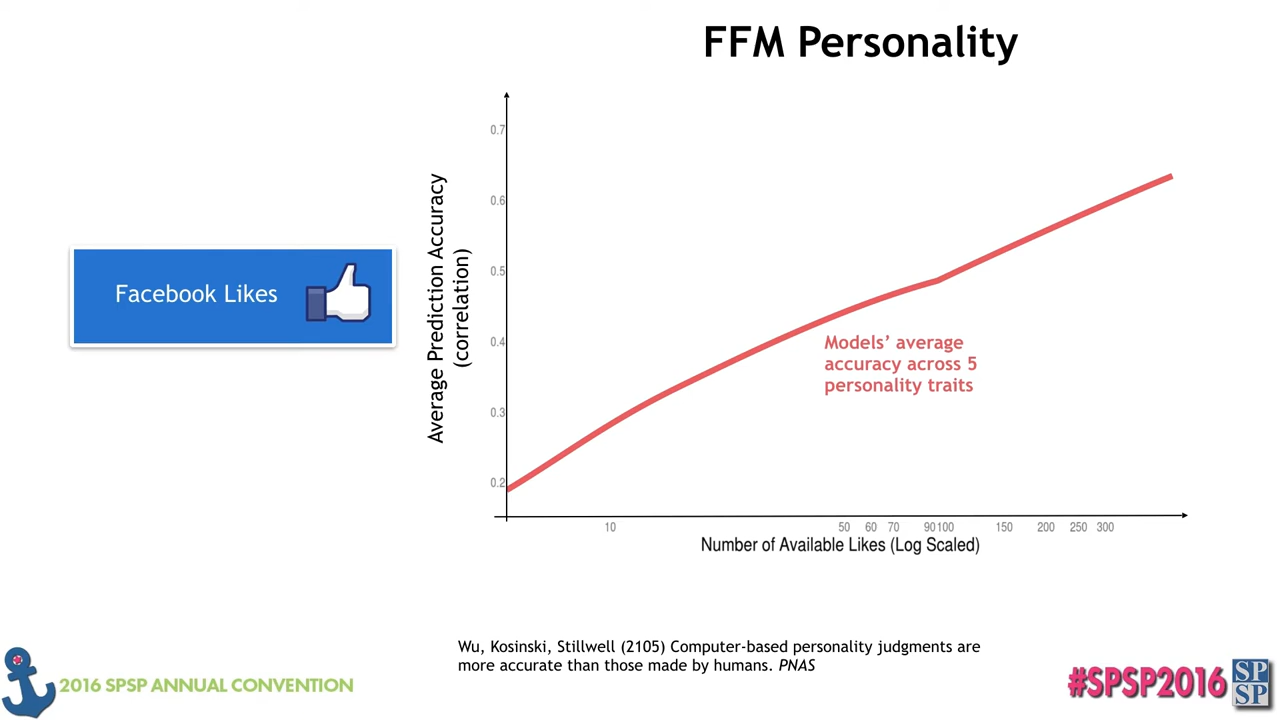 FFM Personality
Facebook Likes
Average Prediction Accuracy
(correlation)
0.7
0.6
0.5
0.4
0.3
0.2
Models’ average
accuracy across 5
personality traits
10 50 60 70 90 100 150 200 250 300
Number of Available Likes (Log Scaled)
Wu, Kosinski, Stillwell (2105) Computer-based personality judgments are
more accurate than those made by humans. PNAS
2016 SPSP ANNUAL CONVENTION
#SPSP2016
SP
SP